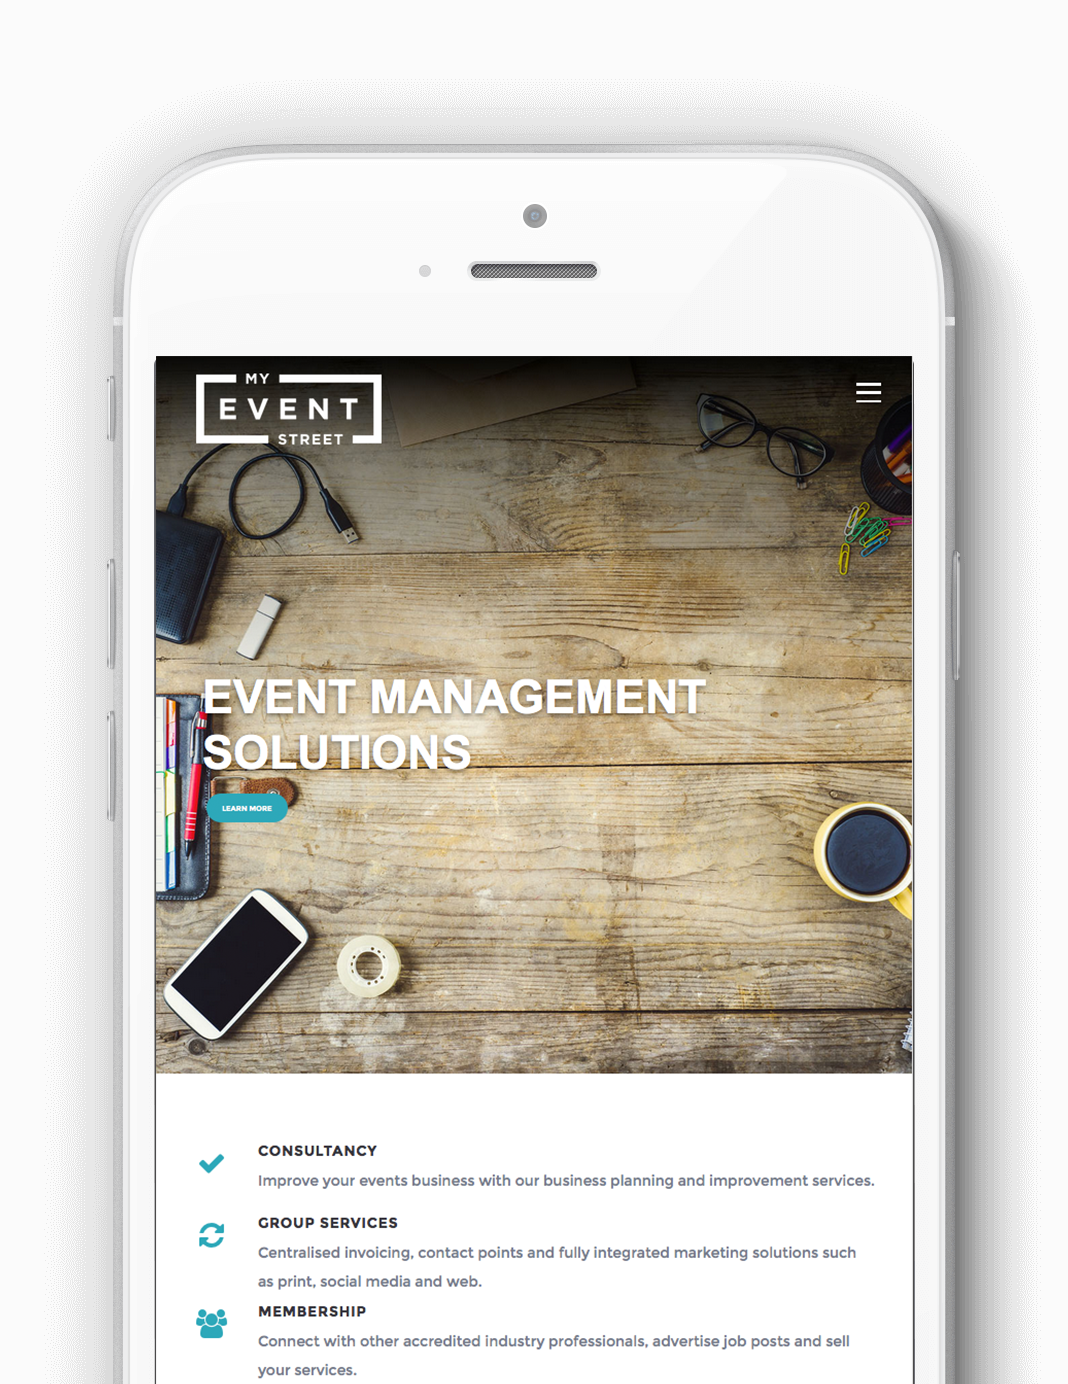 MY
EVENT
STREET
EVENT MANAGEMENT
SOLUTIONS
LEARN MORE
CONSULTANCY
Improve your events business with our business planning and improvement services.
GROUP SERVICES
Centralised invoicing, contact points and fully integrated marketing solutions such
as print, social media and web.
MEMBERSHIP
Connect with other accredited industry professionals, advertise job posts and sell
your services.